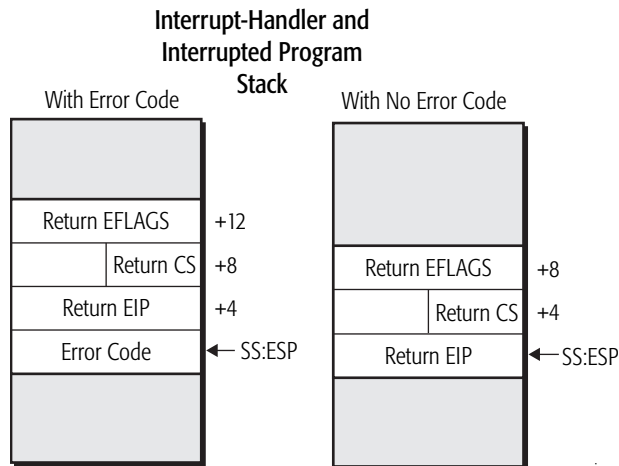 Interrupt-Handler and
Interrupted Program
Stack
With Error Code
Return EFLAGS +12
Return CS +8
Return EIP +4
Error Code SS:ESP
With No Error Code
Return EFLAGS +8
Return CS +4
Return EIP SS:ESP